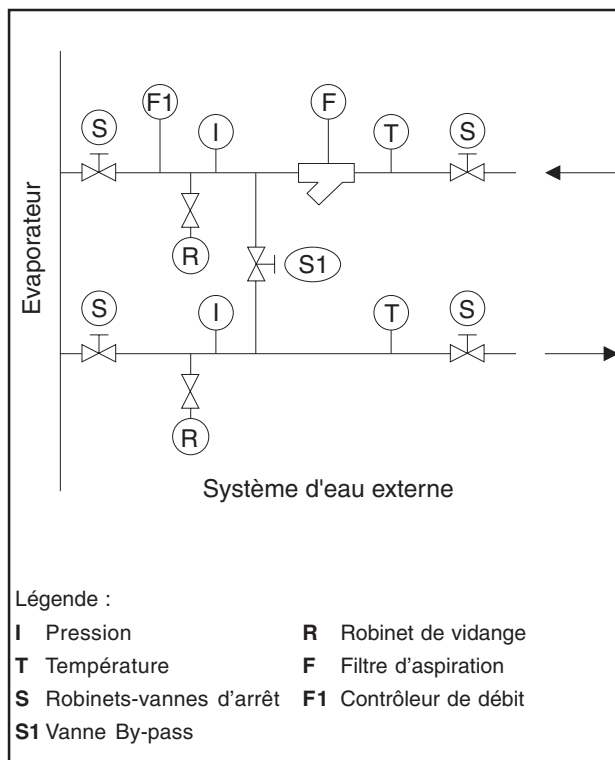 F1
F
S
I
T
S
R
S1
Evaporateur
S
I
T
S
R
Système d'eau externe
Légende :
I Pression R Robinet de vidange
T Température F Filtre d'aspiration
S Robinets-vannes d'arrêt F1 Contrôleur de débit
S1 Vanne By-pass